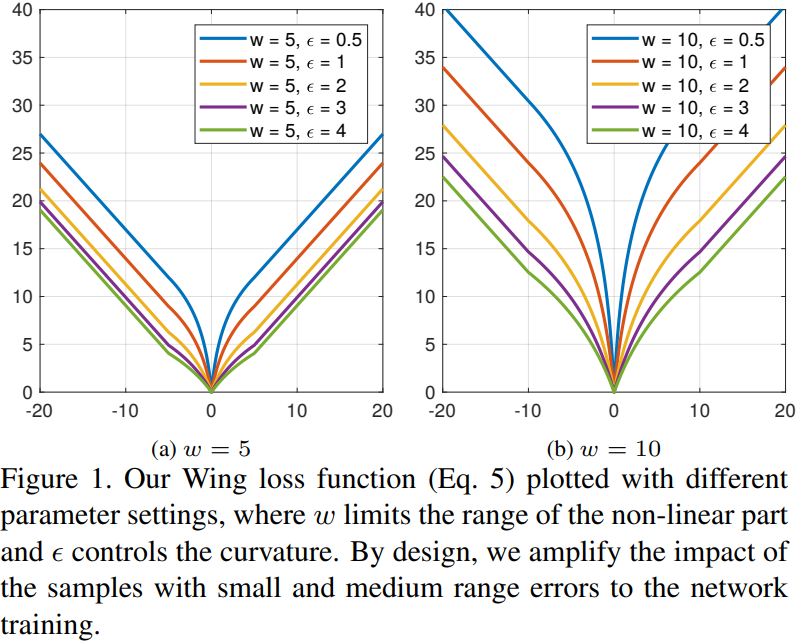 40
35
30
25
20
15
10
5
0
-20 -10 0 10 20
w = 5, ϵ = 0.5
w = 5, ϵ = 1
w = 5, ϵ = 2
w = 5, ϵ = 3
w = 5, ϵ = 4
(a) w = 5
40
35
30
25
20
15
10
5
0
-20 -10 0 10 20
w = 10, ϵ = 0.5
w = 10, ϵ = 1
w = 10, ϵ = 2
w = 10, ϵ = 3
w = 10, ϵ = 4
(b) w = 10
Figure 1. Our Wing loss function (Eq. 5) plotted with different
parameter settings, where w limits the range of the non-linear part
and ϵ controls the curvature. By design, we amplify the impact of
the samples with small and medium range errors to the network
training.